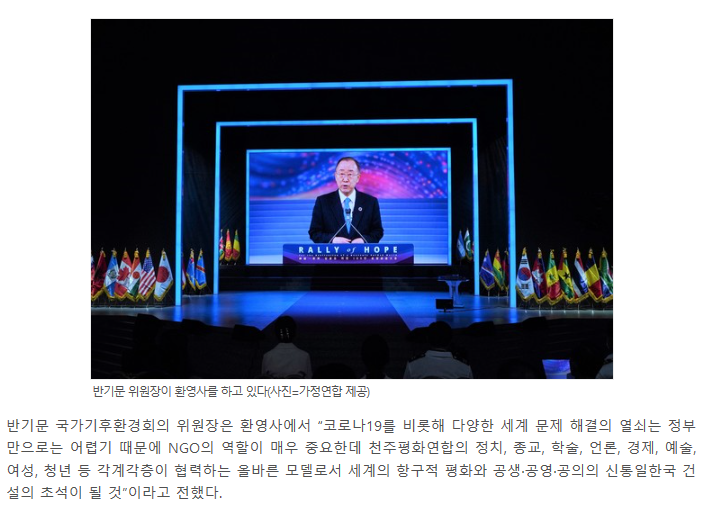 RALLY of HOPE
반기문 위원장이 환영사를 하고 있다(사진=가정연합 제공)
반기문 국가기후환경회의 위원장은 환영사에서 “코로나19를 비롯해 다양한 세계 문제 해결의 열쇠는 정부
만으로는 어렵기 때문에 NGO의 역할이 매우 중요한데 천주평화연합의 정치, 종교, 학술, 언론, 경제, 예술,
여성, 청년 등 각계각층이 협력하는 올바른 모델로서 세계의 항구적 평화와 공생·공영·공의의 신통일한국 건
설의 초석이 될 것”이라고 전했다.